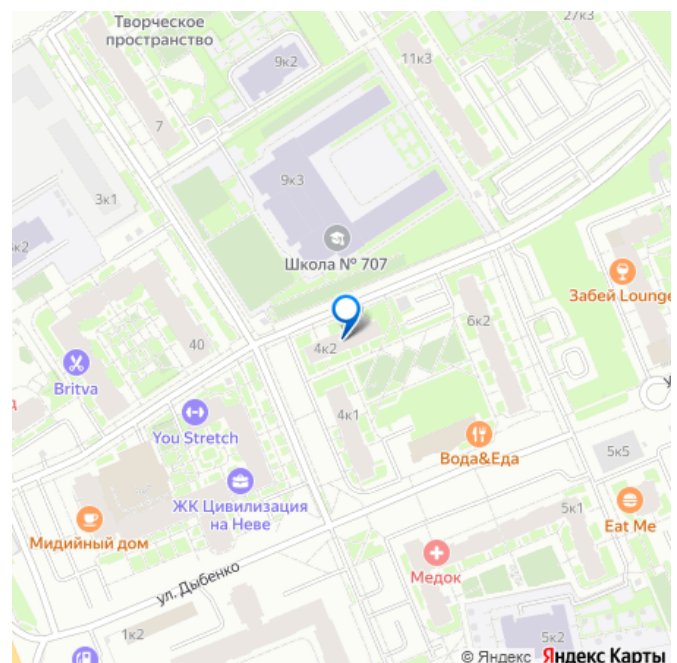 Творческое
пространство
27к3
9к2
11к3
7
9к3
3к1
к2
Школа № 707
Забей Lounge
40
4к2
6к2
Britva
д
You Stretch
4к1
Вода&Еда
5к5
ЖК Цивилизация
на Неве
5к1
Eat Me
Мидийный дом
Медок
ул. Дыбенко
1к2
5к2
© Яндекс Яндекс Карты